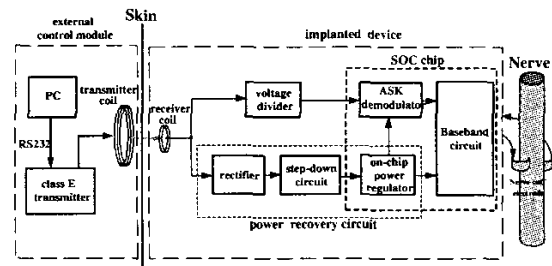 external
control module
Skin
implanted device
SOC chip
Nerve
PC
transmitter
coil
receiver
coil
voltage
divider
ASK
demodulator
Baseband
circuit
RS232
class E
transmitter
rectifier
step-down
circuit
on-chip
power
regulator
power recovery circuit